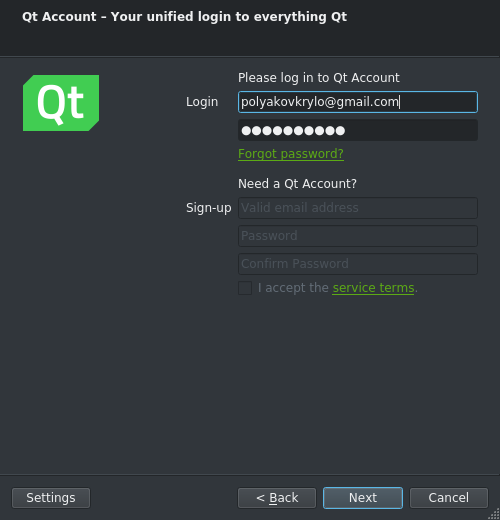 Qt Account – Your unified login to everything Qt
Qt
Please log in to Qt Account
Login
polyakovkrylo@gmail.com
●●●●●●●●●●
Forgot password?
Need a Qt Account?
Sign-up
Valid email address
Password
Confirm Password
I accept the service terms.
Settings
< Back
Next
Cancel